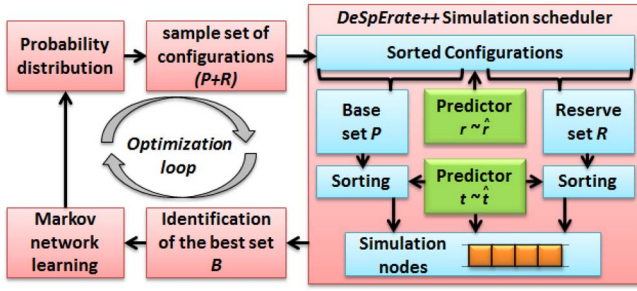 Probability
distribution
sample set of
configurations
(P+R)
Optimization
loop
Markov
network
learning
Identification
of the best set
B
DeSpErate++ Simulation scheduler
Sorted Configurations
Base
set P
Predictor
r ~ r̂
Reserve
set R
Sorting
Predictor
t ~ t̂
Sorting
Simulation
nodes